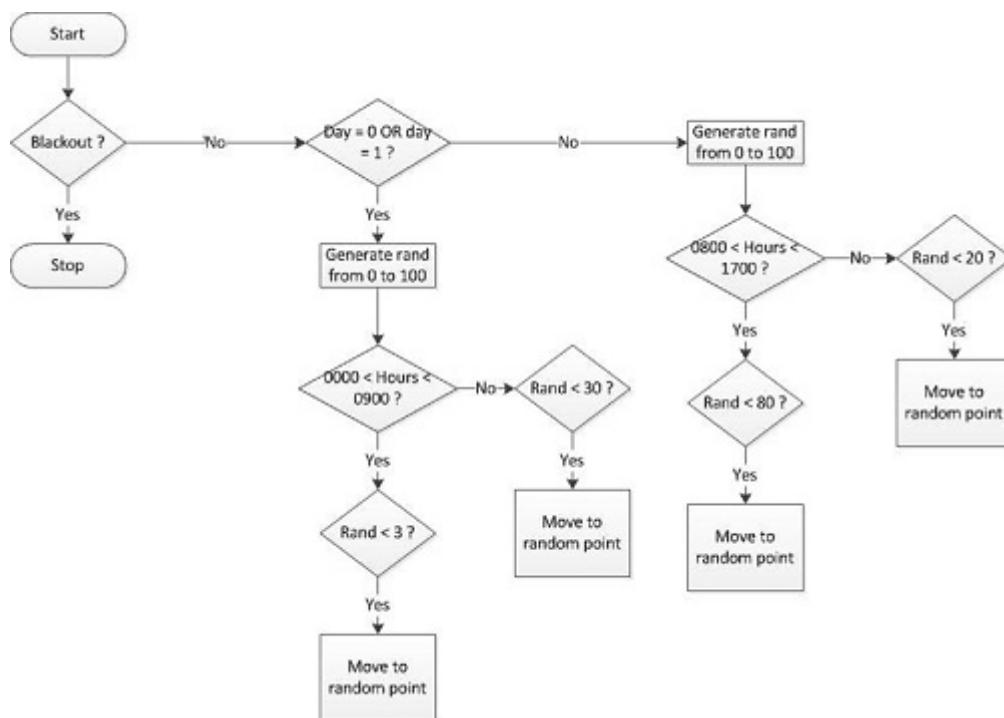 Start
Blackout ?
No
Day = 0 OR day
= 1 ?
No
Generate rand
from 0 to 100
Yes
Stop
Yes
Generate rand
from 0 to 100
0800 < Hours <
1700 ?
No
Rand < 20 ?
Yes
Yes
Move to
random point
0000 < Hours <
0900 ?
No
Rand < 30 ?
Rand < 80 ?
Yes
Yes
Yes
Rand < 3 ?
Move to
random point
Move to
random point
Yes
Move to
random point